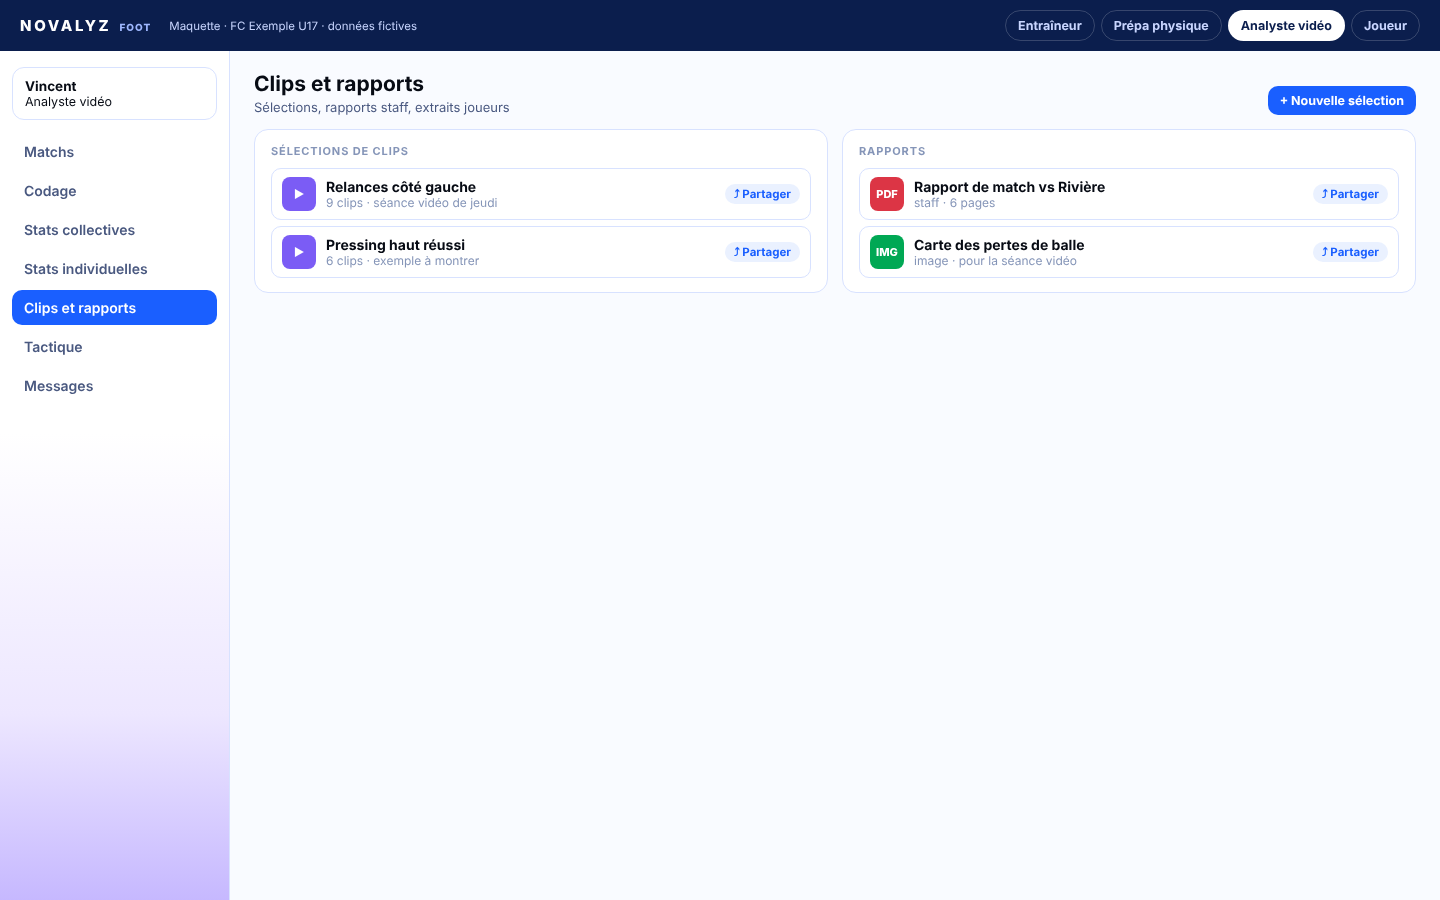 NOVALYZ FOOT Maquette · FC Exemple U17 · données fictives
Entraîneur
Prépa physique
Analyste vidéo
Joueur
Vincent
Analyste vidéo
Matchs
Codage
Stats collectives
Stats individuelles
Clips et rapports
Tactique
Messages
Clips et rapports
Sélections, rapports staff, extraits joueurs
+ Nouvelle sélection
SÉLECTIONS DE CLIPS
Relances côté gauche
9 clips · séance vidéo de jeudi
⤴ Partager
Pressing haut réussi
6 clips · exemple à montrer
⤴ Partager
RAPPORTS
PDF
Rapport de match vs Rivière
staff · 6 pages
⤴ Partager
IMG
Carte des pertes de balle
image · pour la séance vidéo
⤴ Partager